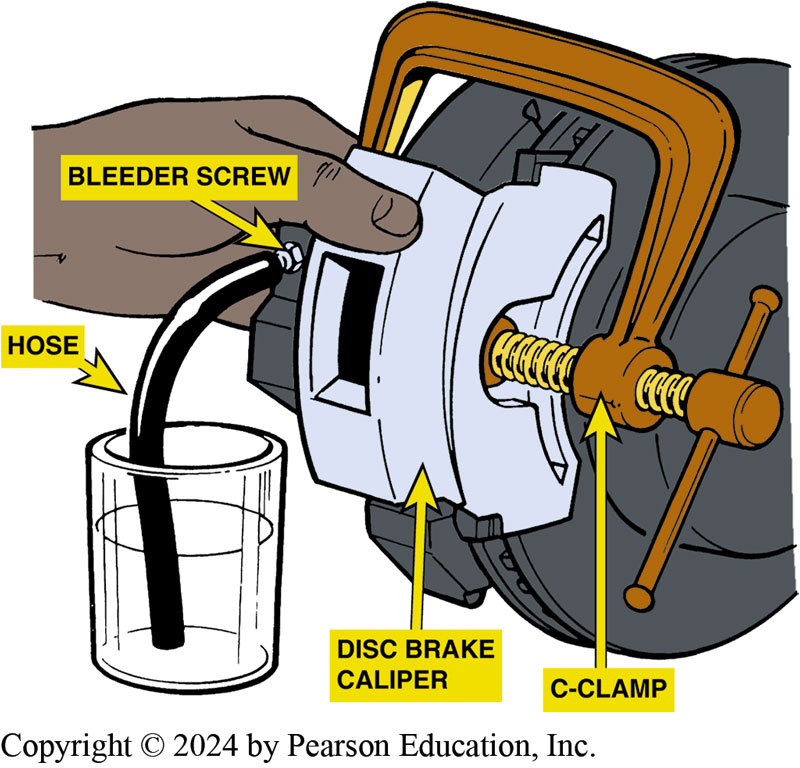 BLEEDER SCREW
HOSE
DISC BRAKE
CALIPER
C-CLAMP
Copyright © 2024 by Pearson Education, Inc.